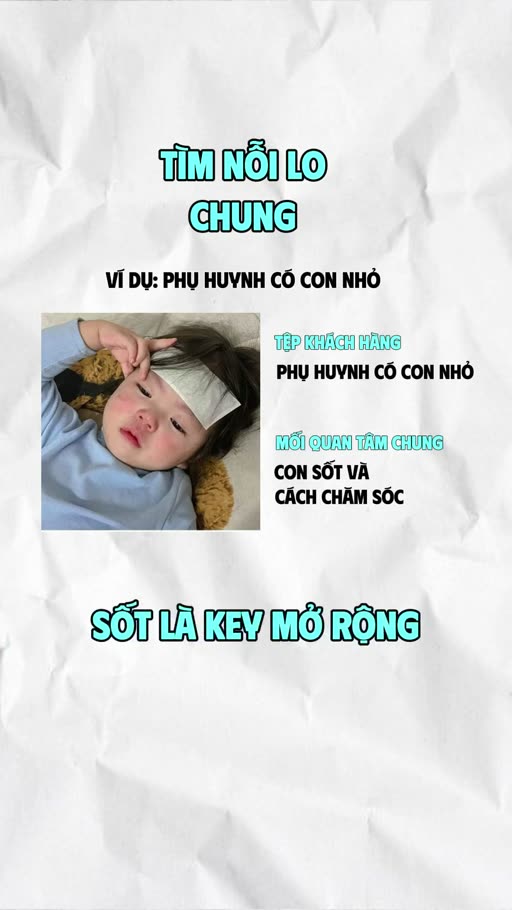 TÌM NỖI LO
CHUNG
VÍ DỤ: PHỤ HUYNH CÓ CON NHỎ
TỆP KHÁCH HÀNG
PHỤ HUYNH CÓ CON NHỎ
MỐI QUAN TÂM CHUNG
CON SỐT VÀ
CÁCH CHĂM SÓC
SỐT LÀ KEY MỞ RỘNG